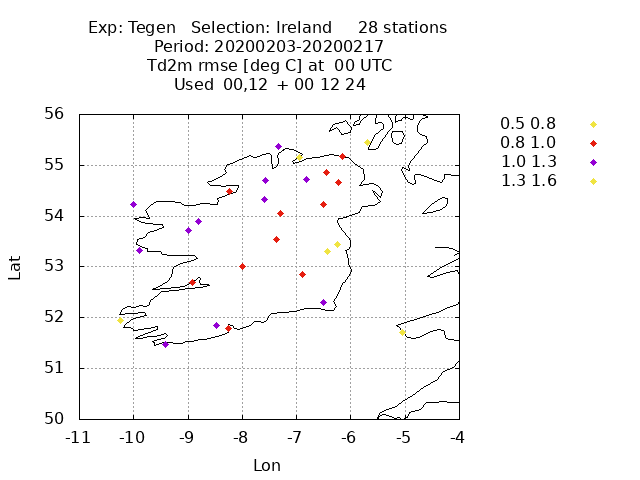 Exp: Tegen   Selection: Ireland     28 stations
Period: 20200203-20200217
Td2m rmse [deg C] at  00 UTC
Used  00,12  + 00 12 24
0.5 0.8
0.8 1.0
1.0 1.3
1.3 1.6
56
55
54
53
52
51
50
Lat
-11 -10 -9 -8 -7 -6 -5 -4
Lon